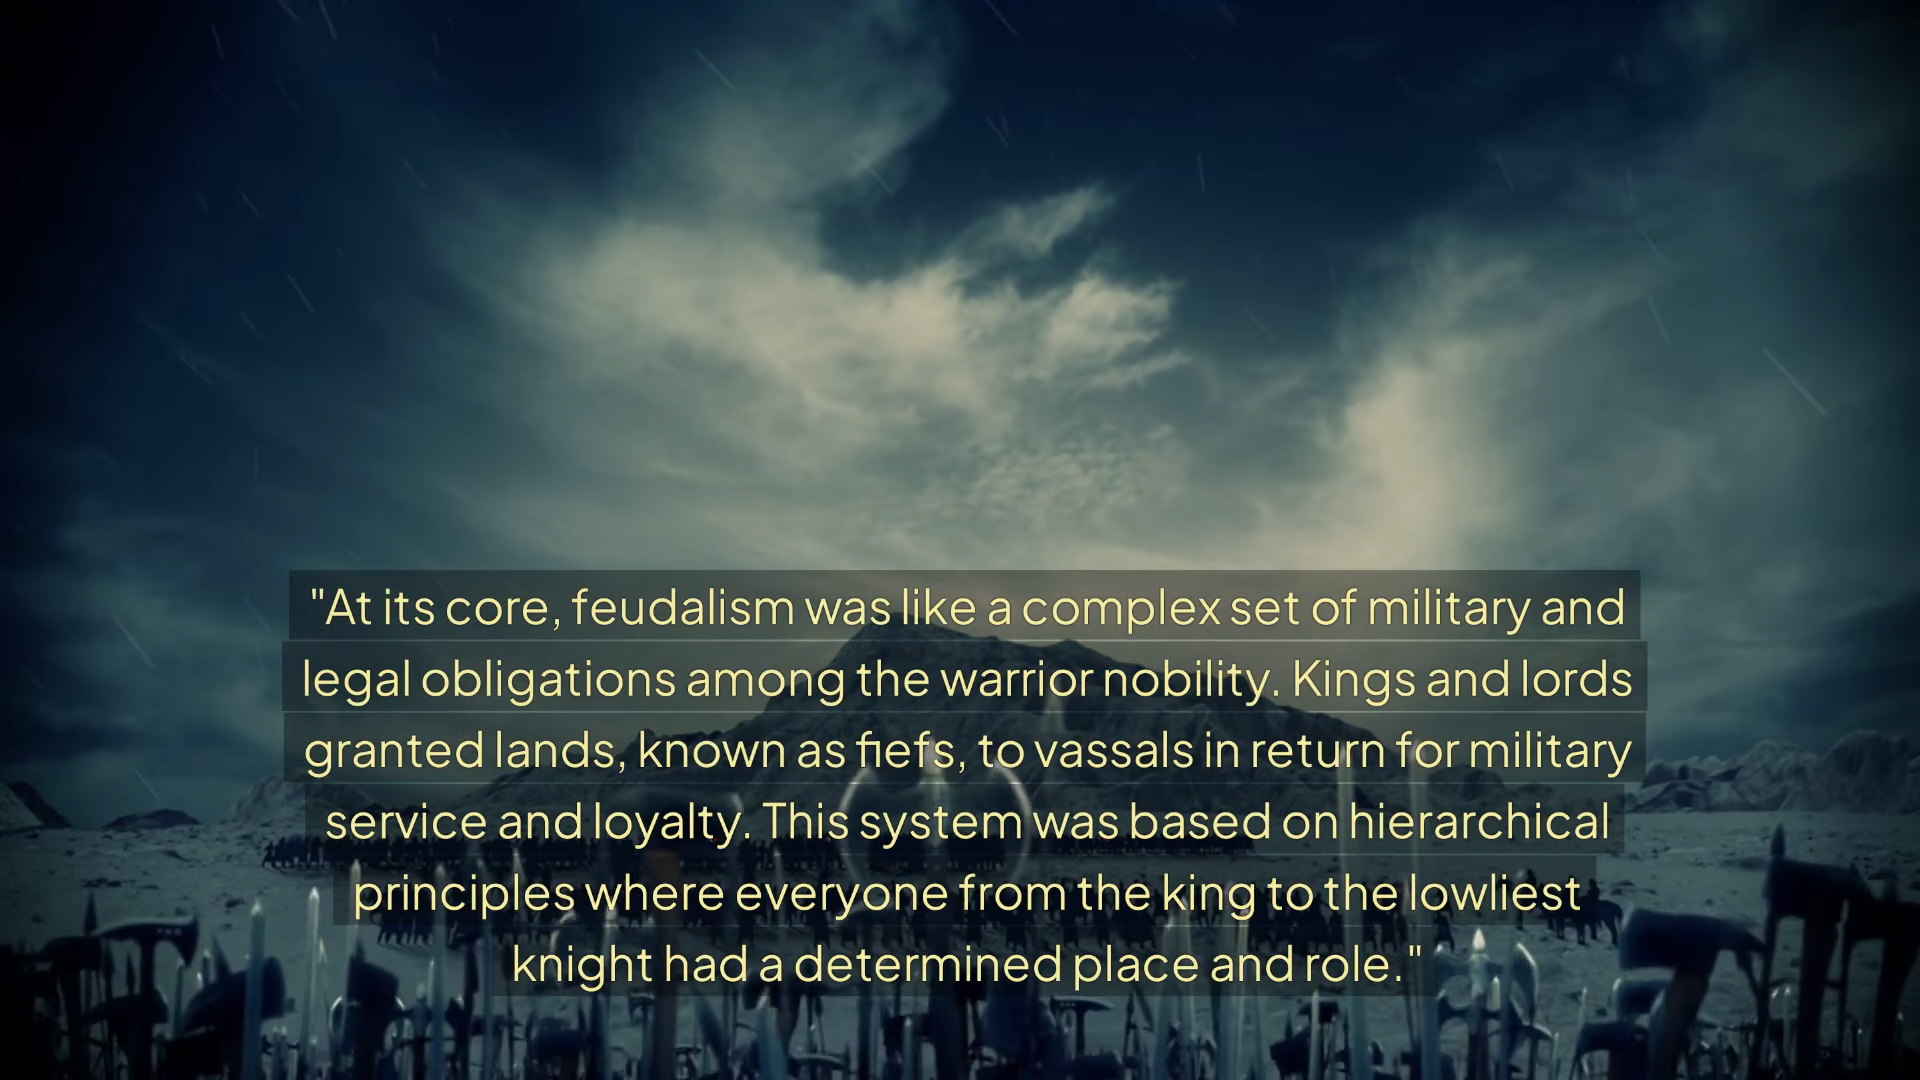 "At its core, feudalism was like a complex set of military and
legal obligations among the warrior nobility. Kings and lords
granted lands, known as fiefs, to vassals in return for military
service and loyalty. This system was based on hierarchical
principles where everyone from the king to the lowliest
knight had a determined place and role."